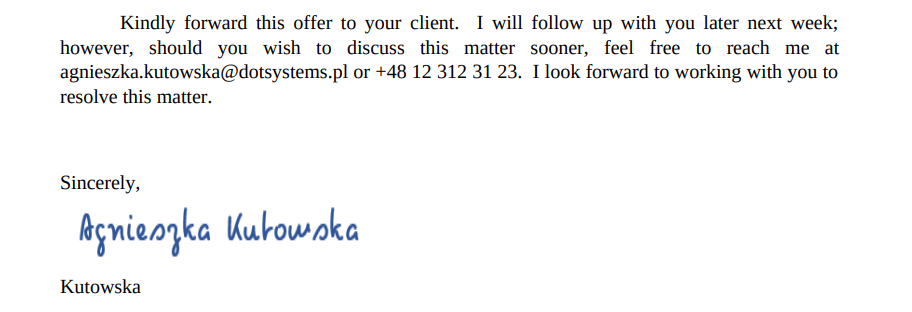 Kindly forward this offer to your client. I will follow up with you later next week;
however, should you wish to discuss this matter sooner, feel free to reach me at
agnieszka.kutowska@dotsystems.pl or +48 12 312 31 23. I look forward to working with you to
resolve this matter.
Sincerely,
Agnieszka Kutowska
Kutowska